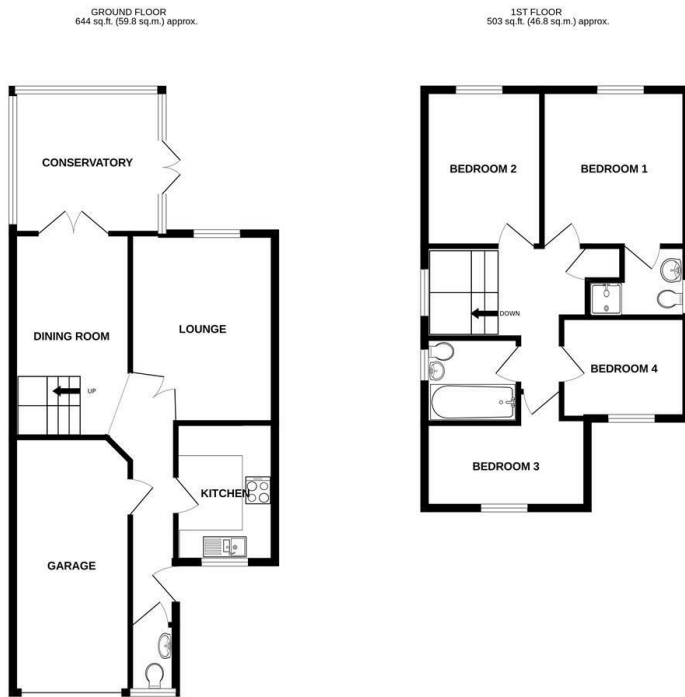 GROUND FLOOR
644 sq.ft. (59.8 sq.m.) approx.
CONSERVATORY
DINING ROOM
LOUNGE
UP
KITCHEN
GARAGE
1ST FLOOR
503 sq.ft. (46.8 sq.m.) approx.
BEDROOM 2
BEDROOM 1
DOWN
BEDROOM 4
BEDROOM 3